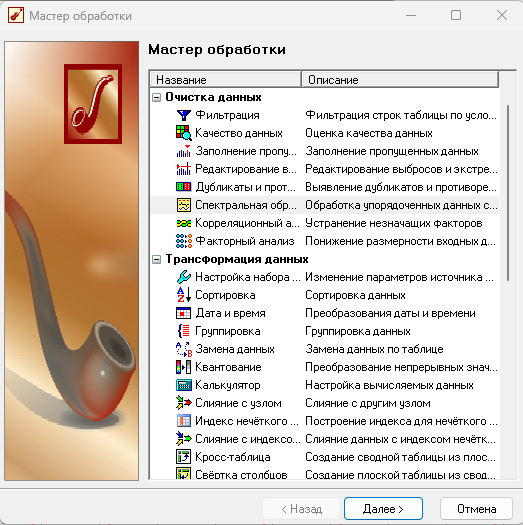 Мастер обработки
Мастер обработки
Название Описание
Очистка данных
Фильтрация Фильтрация строк таблицы по усло...
Качество данных Оценка качества данных
Заполнение пропу... Заполнение пропущенных данных
Редактирование в... Редактирование выбросов и экстре...
Дубликаты и прот... Выявление дубликатов и противоре...
Спектральная обр... Обработка упорядоченных данных с...
Корреляционный а... Устранение незначащих факторов
Факторный анализ Понижение размерности входных д...
Трансформация данных
Настройка набора ... Изменение параметров источника ...
Сортировка Сортировка данных
Дата и время Преобразования даты и времени
Группировка Группировка данных
Замена данных Замена данных по таблице
Квантование Преобразование непрерывных знач...
Калькулятор Настройка вычисляемых данных
Слияние с узлом Слияние с другим узлом
Индекс нечёткого ... Построение индекса для нечёткого ...
Слияние с индексо... Слияние данных с индексом нечётк...
Кросс-таблица Создание сводной таблицы из плос...
Свёртка столбцов Создание плоской таблицы из свод...
< Назад Далее > Отмена